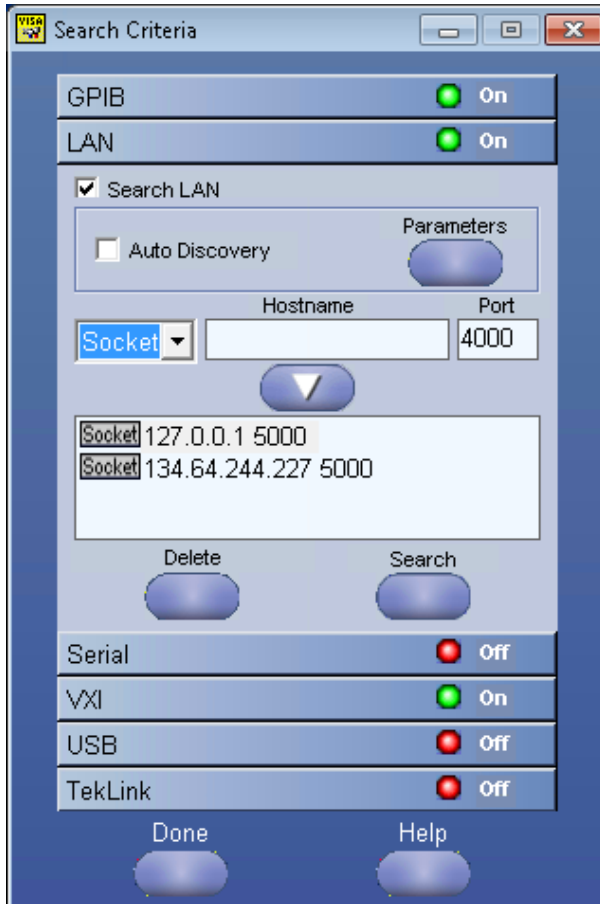 VISA
Search Criteria
GPIB On
LAN On
Search LAN
Auto Discovery
Parameters
Hostname Port
Socket 4000
Socket 127.0.0.1 5000
Socket 134.64.244.227 5000
Delete Search
Serial Off
VXI On
USB Off
TekLink Off
Done Help